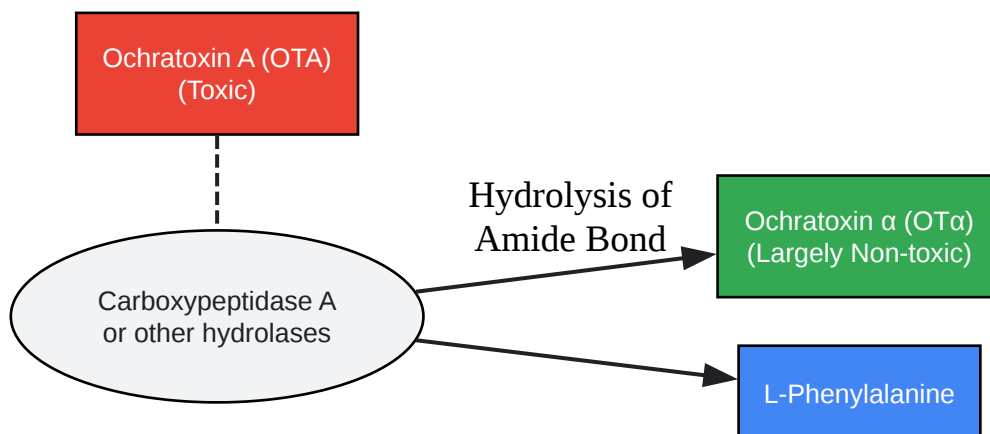 Ochratoxin A (OTA)
(Toxic)
Hydrolysis of
Amide Bond
Ochratoxin α (OTα)
(Largely Non-toxic)
Carboxypeptidase A
or other hydrolases
L-Phenylalanine